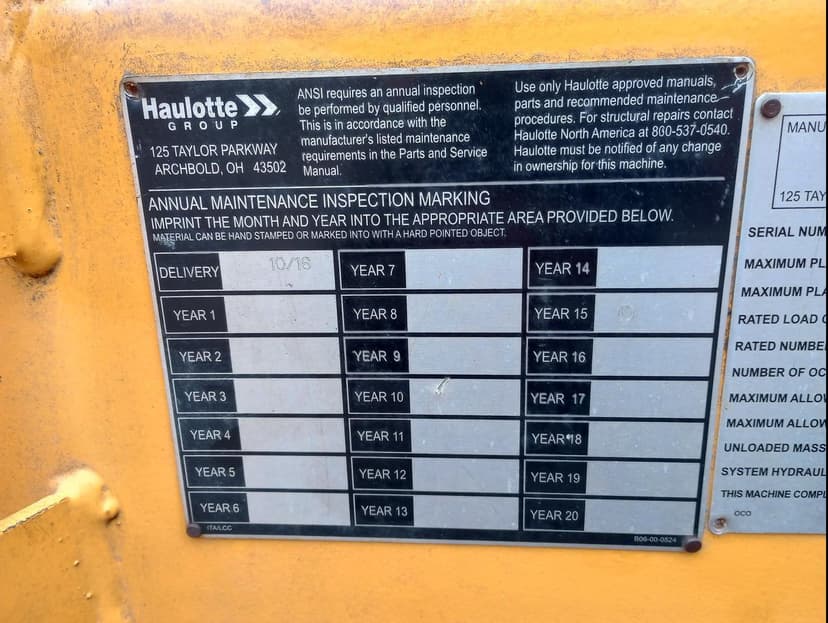 Haulotte
GROUP
125 TAYLOR PARKWAY
ARCHBOLD, OH 43502
ANSI requires an annual inspection
be performed by qualified personnel.
This is in accordance with the
manufacturer's listed maintenance
requirements in the Parts and Service
Manual.
Use only Haulotte approved manuals,
parts and recommended maintenance
procedures. For structural repairs contact
Haulotte North America at 800-537-0540.
Haulotte must be notified of any change
in ownership for this machine.
ANNUAL MAINTENANCE INSPECTION MARKING
IMPRINT THE MONTH AND YEAR INTO THE APPROPRIATE AREA PROVIDED BELOW.
MATERIAL CAN BE HAND STAMPED OR MARKED INTO WITH A HARD POINTED OBJECT.
DELIVERY 10/16 YEAR 7 YEAR 14
YEAR 1 YEAR 8 YEAR 15
YEAR 2 YEAR 9 YEAR 16
YEAR 3 YEAR 10 YEAR 17
YEAR 4 YEAR 11 YEAR 18
YEAR 5 YEAR 12 YEAR 19
YEAR 6 YEAR 13 YEAR 20
ITA/LCC
B06-00-0524
MANU
125 TAY
SERIAL NUM
MAXIMUM PL
MAXIMUM PLA
RATED LOAD C
RATED NUMBE
NUMBER OF OC
MAXIMUM ALLOW
MAXIMUM ALLOW
UNLOADED MASS
SYSTEM HYDRAUL
THIS MACHINE COMPL
OCO